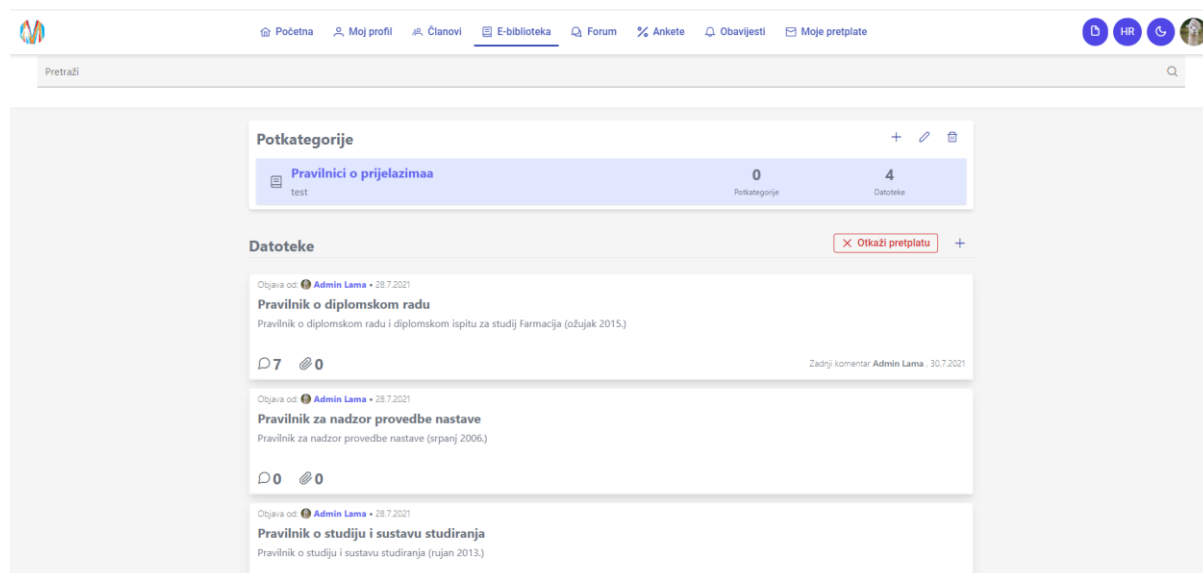 Početna Moj profil Članovi E-biblioteka Forum Ankete Obavijesti Moje pretplate HR
Pretraži
Potkategorije
Pravilnici o prijelazimaa 0 4
test Potkategorije Datoteke
Datoteke Otkaži pretplatu
Objava od: Admin Lama • 28.7.2021
Pravilnik o diplomskom radu
Pravilnik o diplomskom radu i diplomskom ispitu za studij Farmacija (ožujak 2015.)
7 0 Zadnji komentar Admin Lama , 30.7.2021
Objava od: Admin Lama • 28.7.2021
Pravilnik za nadzor provedbe nastave
Pravilnik za nadzor provedbe nastave (srpanj 2006.)
0 0
Objava od: Admin Lama • 28.7.2021
Pravilnik o studiju i sustavu studiranja
Pravilnik o studiju i sustavu studiranja (rujan 2013.)